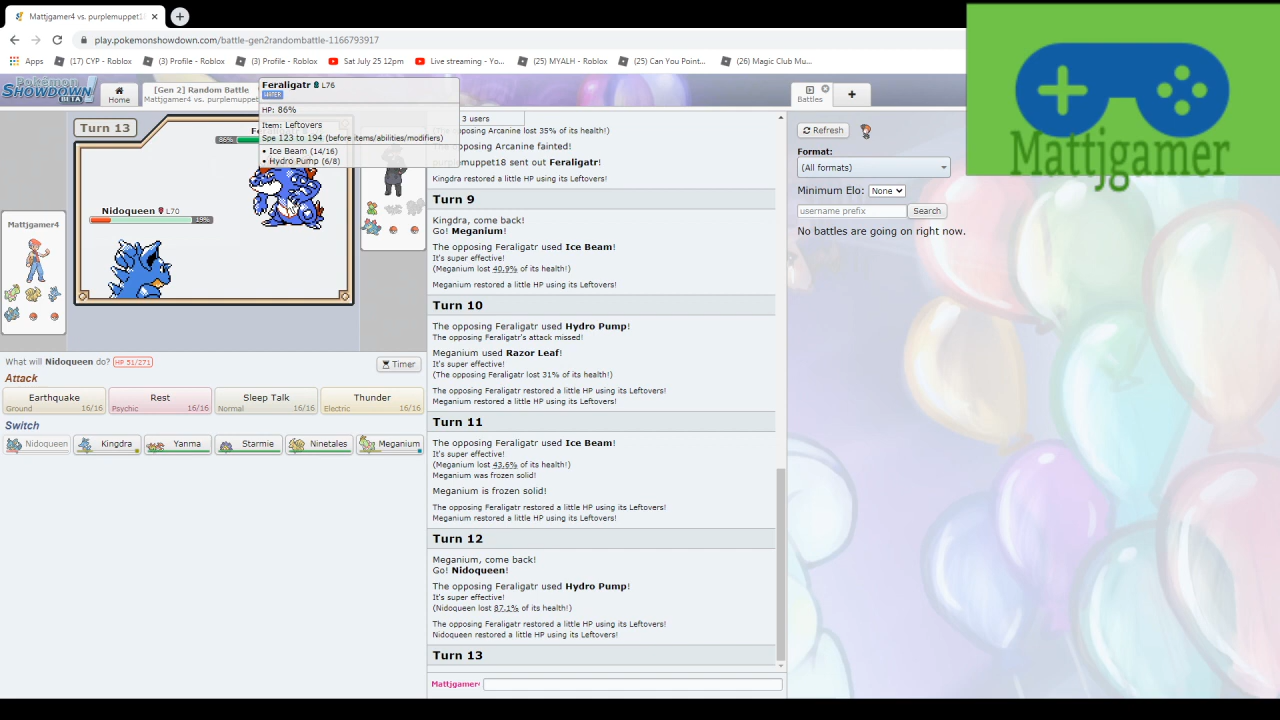 Mattjgamer4 vs. purplemuppet18
play.pokemonshowdown.com/battle-gen2randombattle-1166793917
Apps
(17) CYP - Roblox
(3) Profile - Roblox
(3) Profile - Roblox
Sat July 25 12pm
Live streaming - Yo...
(25) MYALH - Roblox
(25) Can You Point...
(26) Magic Club Mu...
Mattjgamer
Pokémon
SHOWDOWN
BETA
Home
[Gen 2] Random Battle
Mattjgamer4 vs. purplemuppet
Battles
Feraligatr L76
WATER
HP: 86%
Item: Leftovers
Spe 123 to 194 (before items/abilities/modifiers)
• Ice Beam (14/16)
• Hydro Pump (6/8)
Turn 13
Fe
86%
Nidoqueen L70
19%
Mattjgamer4
3 users
(The opposing Arcanine lost 35% of its health!)
The opposing Arcanine fainted!
purplemuppet18 sent out Feraligatr!
Kingdra restored a little HP using its Leftovers!
Turn 9
Kingdra, come back!
Go! Meganium!
The opposing Feraligatr used Ice Beam!
It's super effective!
(Meganium lost 40.9% of its health!)
Meganium restored a little HP using its Leftovers!
Turn 10
The opposing Feraligatr used Hydro Pump!
The opposing Feraligatr's attack missed!
Meganium used Razor Leaf!
It's super effective!
(The opposing Feraligatr lost 31% of its health!)
The opposing Feraligatr restored a little HP using its Leftovers!
Meganium restored a little HP using its Leftovers!
Turn 11
The opposing Feraligatr used Ice Beam!
It's super effective!
(Meganium lost 43.6% of its health!)
Meganium was frozen solid!
Meganium is frozen solid!
The opposing Feraligatr restored a little HP using its Leftovers!
Meganium restored a little HP using its Leftovers!
Turn 12
Meganium, come back!
Go! Nidoqueen!
The opposing Feraligatr used Hydro Pump!
It's super effective!
(Nidoqueen lost 87.1% of its health!)
The opposing Feraligatr restored a little HP using its Leftovers!
Nidoqueen restored a little HP using its Leftovers!
Turn 13
Mattjgamer
What will Nidoqueen do? HP 51/271
Timer
Attack
Earthquake
Ground 16/16
Rest
Psychic 16/16
Sleep Talk
Normal 16/16
Thunder
Electric 16/16
Switch
Nidoqueen
Kingdra
Yanma
Starmie
Ninetales
Meganium
Refresh
Format:
(All formats)
Minimum Elo: None
username prefix
Search
No battles are going on right now.